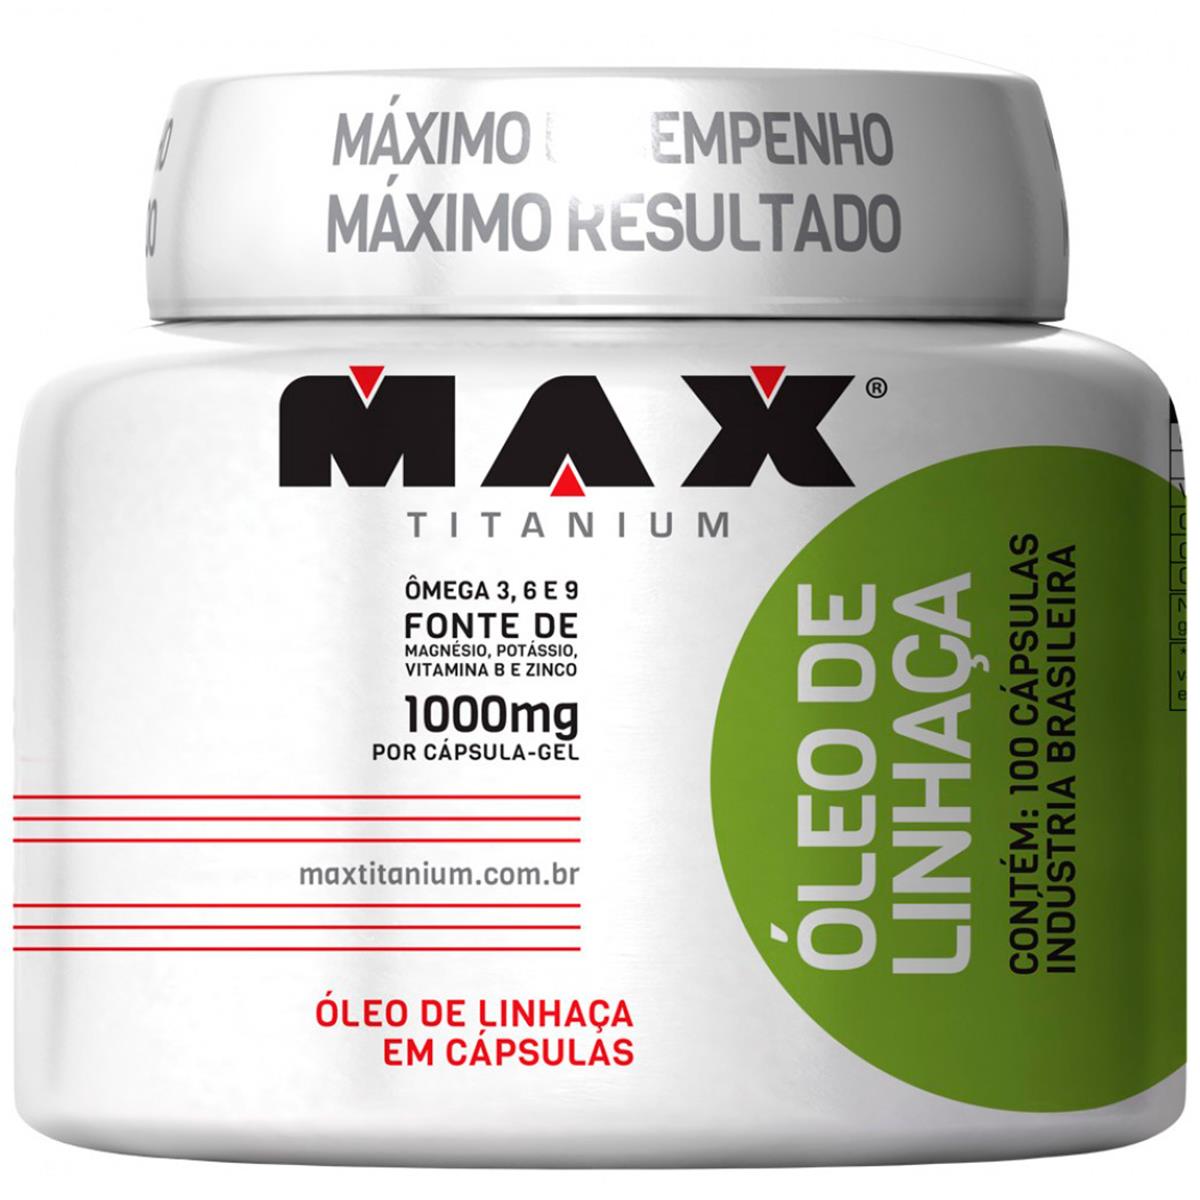 MÁXIMO EMPENHO
MÁXIMO RESULTADO
MAX®
TITANIUM
ÔMEGA 3, 6 E 9
FONTE DE
MAGNÉSIO, POTÁSSIO,
VITAMINA B E ZINCO
1000mg
POR CÁPSULA-GEL
maxtitanium.com.br
ÓLEO DE LINHAÇA
EM CÁPSULAS
ÓLEO DE
LINHAÇA
CONTÉM: 100 CÁPSULAS
INDÚSTRIA BRASILEIRA